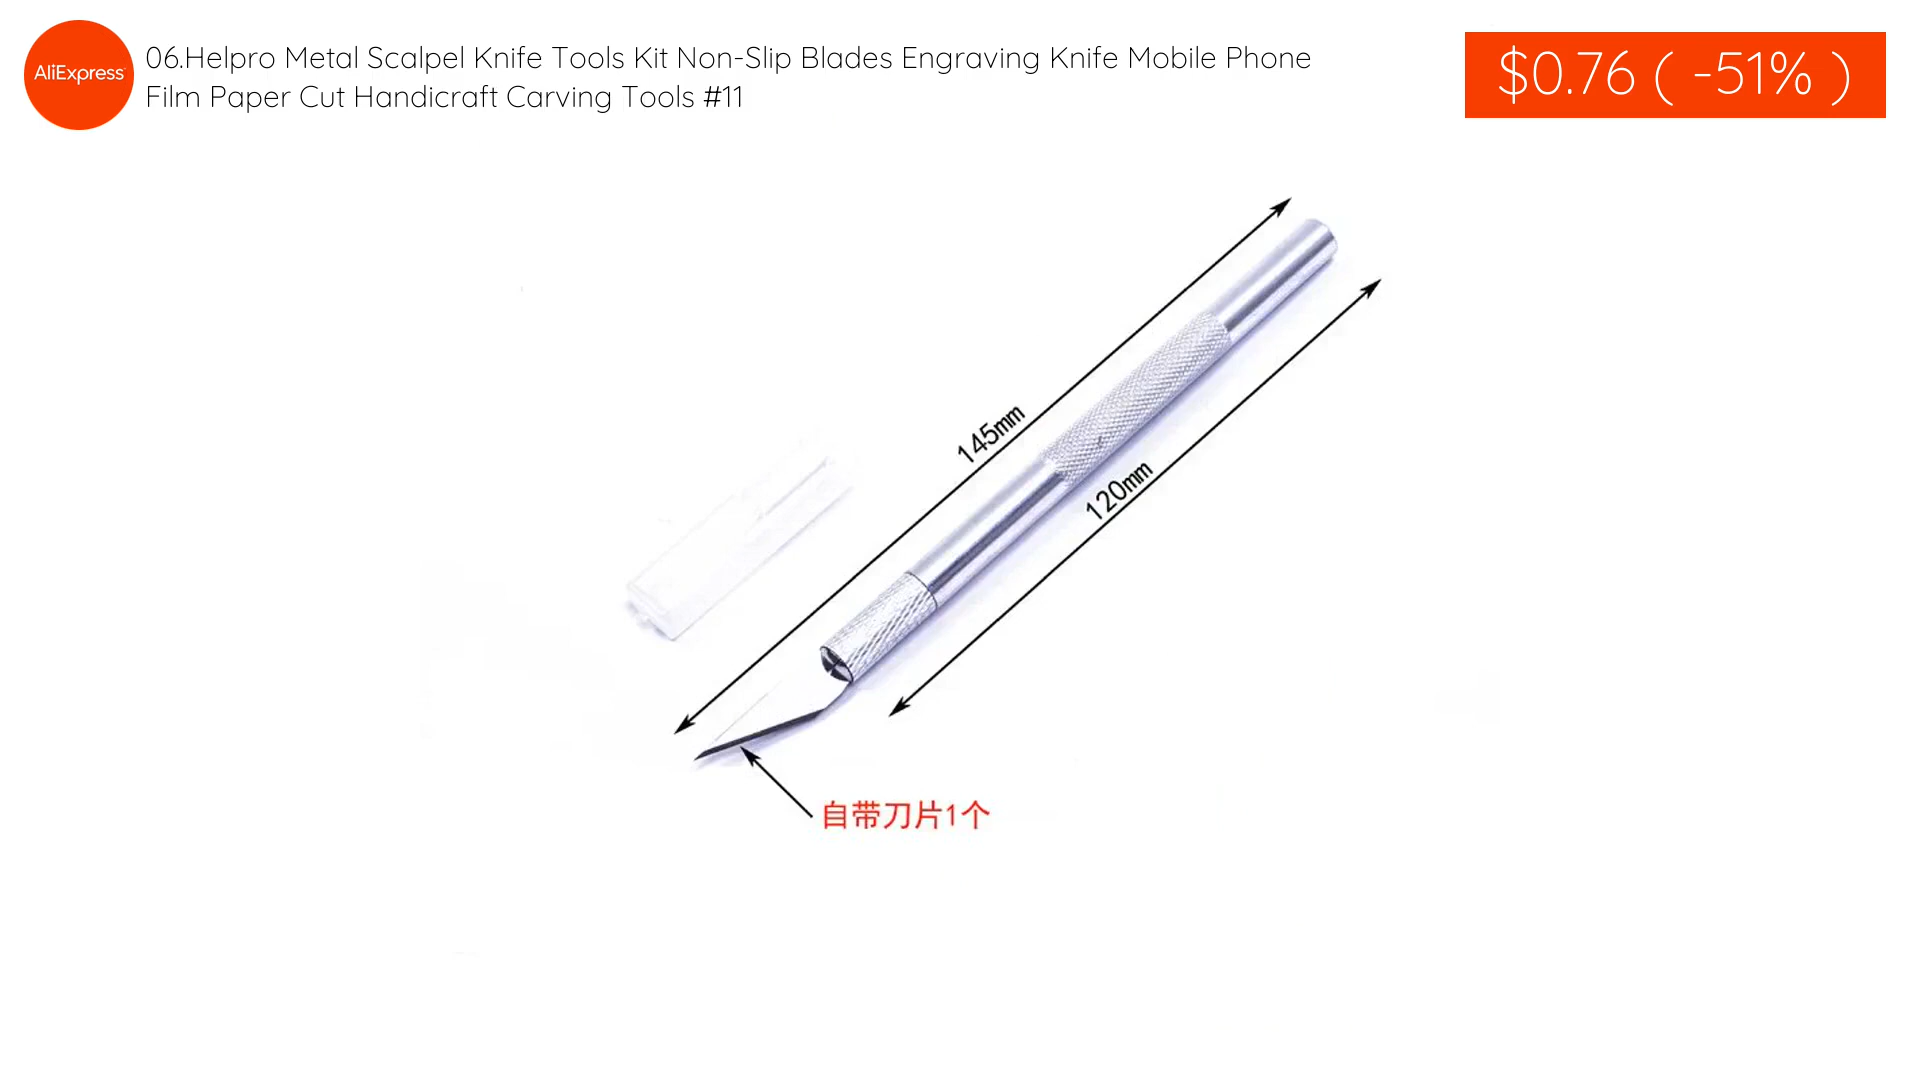 AliExpress
06.Helpro Metal Scalpel Knife Tools Kit Non-Slip Blades Engraving Knife Mobile Phone
Film Paper Cut Handicraft Carving Tools #11
$0.76 ( -51% )
145mm
120mm
自带刀片1个